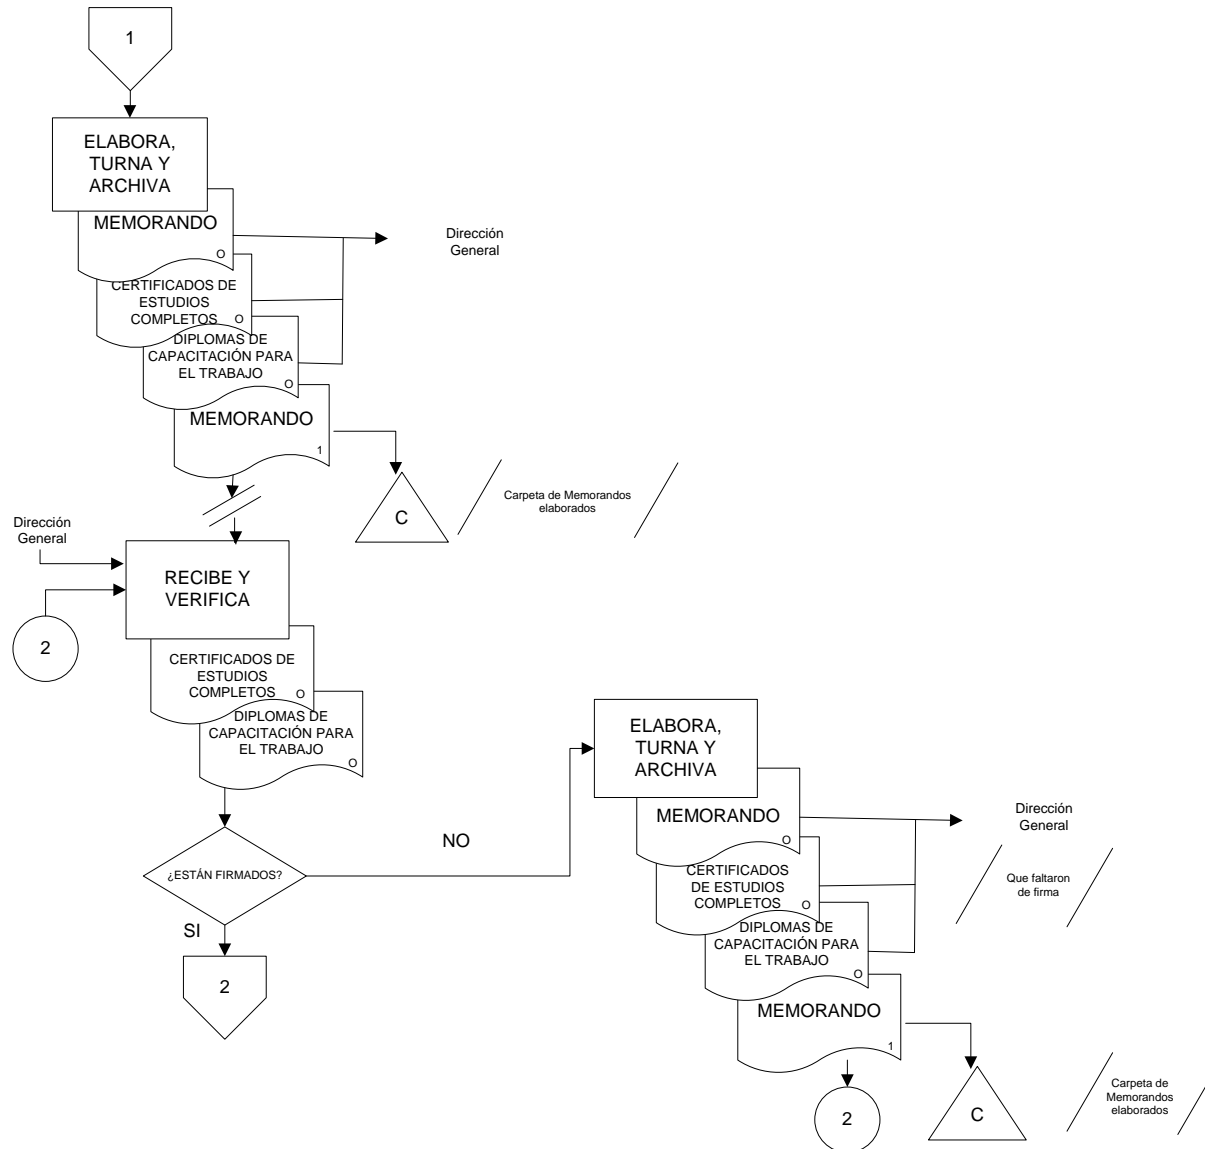 1
ELABORA,
TURNA Y
ARCHIVA
MEMORANDO
O
Dirección
General
CERTIFICADOS DE
ESTUDIOS
COMPLETOS
O
DIPLOMAS DE
CAPACITACIÓN PARA
EL TRABAJO
O
MEMORANDO
1
C
Carpeta de Memorandos
elaborados
Dirección
General
RECIBE Y
VERIFICA
2
CERTIFICADOS DE
ESTUDIOS
COMPLETOS
O
DIPLOMAS DE
CAPACITACIÓN PARA
EL TRABAJO
O
¿ESTÁN FIRMADOS?
NO
SI
2
ELABORA,
TURNA Y
ARCHIVA
MEMORANDO
O
Dirección
General
CERTIFICADOS
DE ESTUDIOS
COMPLETOS
O
Que faltaron
de firma
DIPLOMAS DE
CAPACITACIÓN PARA
EL TRABAJO
O
MEMORANDO
1
2
C
Carpeta de
Memorandos
elaborados